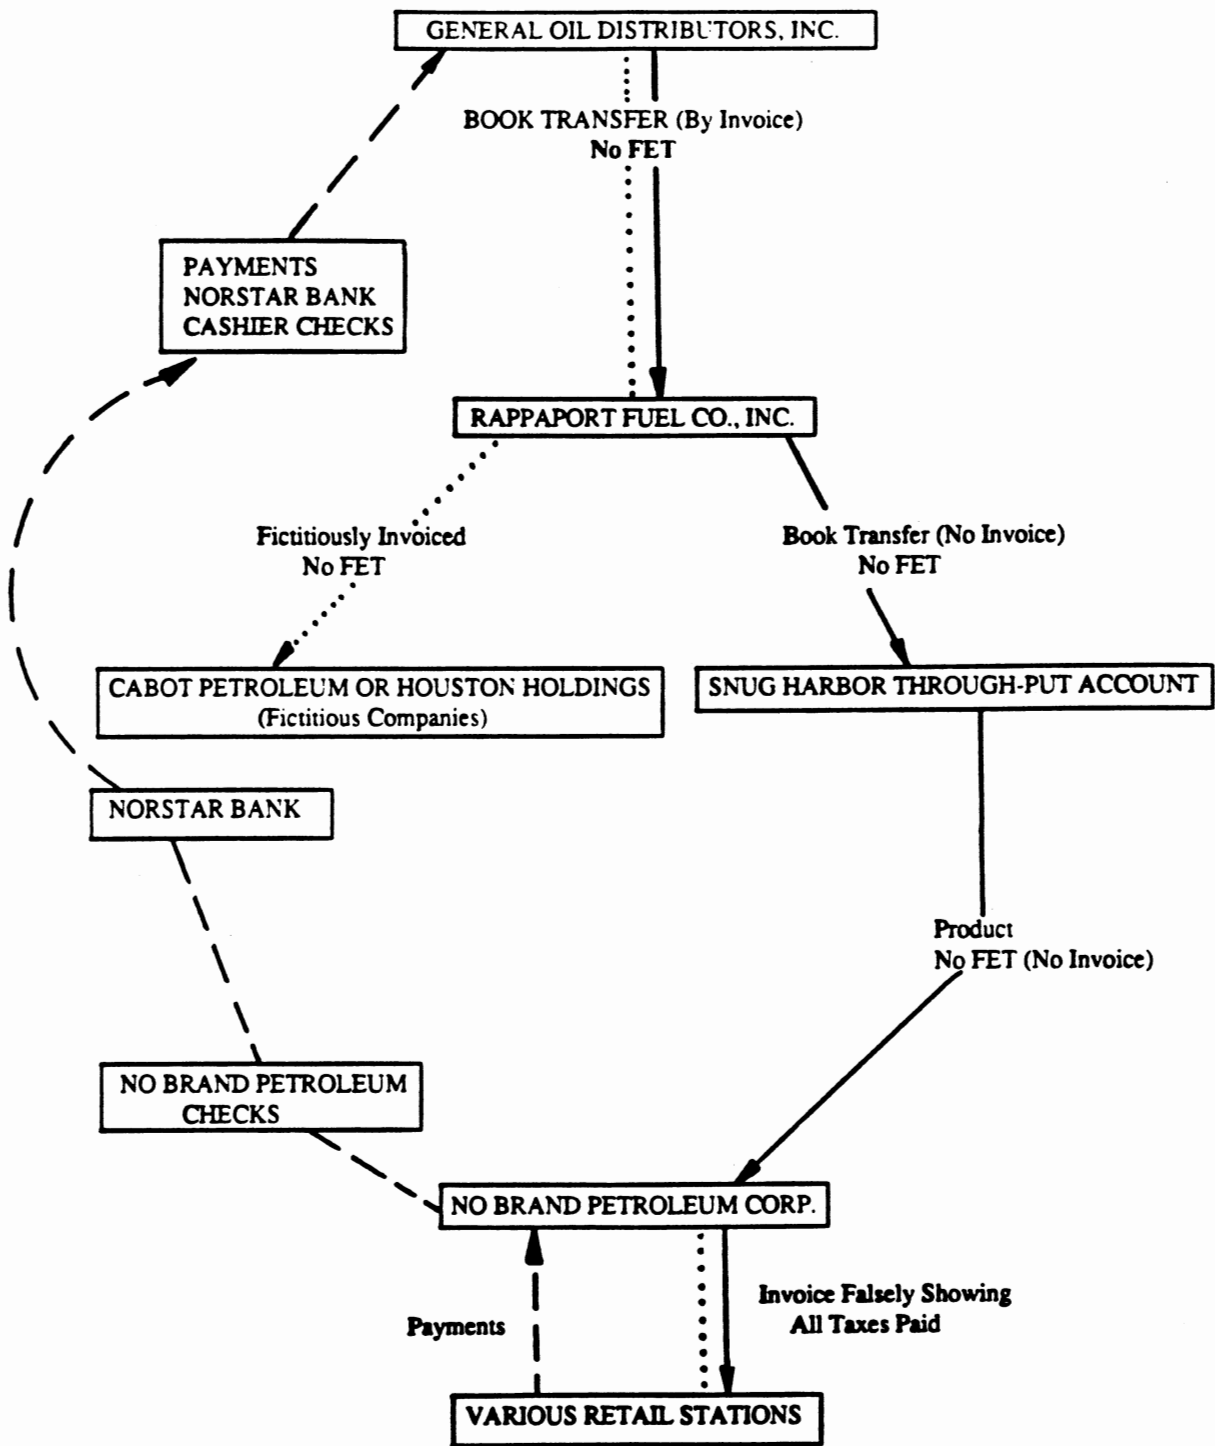 GENERAL OIL DISTRIBUTORS, INC.
BOOK TRANSFER (By Invoice)
No FET
PAYMENTS
NORSTAR BANK
CASHIER CHECKS
RAPPAPORT FUEL CO., INC.
Fictitiously Invoiced
No FET
Book Transfer (No Invoice)
No FET
CABOT PETROLEUM OR HOUSTON HOLDINGS
(Fictitious Companies)
SNUG HARBOR THROUGH-PUT ACCOUNT
NORSTAR BANK
Product
No FET (No Invoice)
NO BRAND PETROLEUM
CHECKS
NO BRAND PETROLEUM CORP.
Payments
Invoice Falsely Showing
All Taxes Paid
VARIOUS RETAIL STATIONS